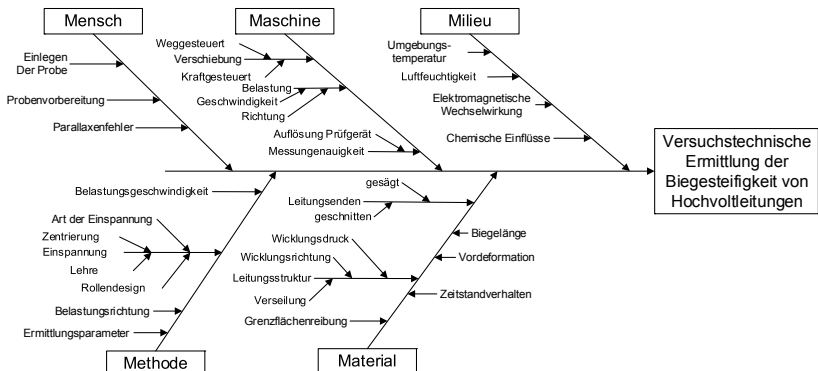 Mensch
Maschine
Milieu
Einlegen
Der Probe
Probenvorbereitung
Parallaxenfehler
Weggesteuert
Verschiebung
Kraftgesteuert
Belastung
Geschwindigkeit
Richtung
Auflösung Prüfgerät
Messungenauigkeit
Umgebungs-
temperatur
Luftfeuchtigkeit
Elektromagnetische
Wechselwirkung
Chemische Einflüsse
Versuchstechnische
Ermittlung der
Biegesteifigkeit von
Hochvoltleitungen
Belastungsgeschwindigkeit
Art der Einspannung
Zentrierung
Einspannung
Lehre
Rollendesign
Belastungsrichtung
Ermittlungsparameter
Methode
gesägt
Leitungsenden
geschnitten
Wicklungsdruck
Wicklungsrichtung
Leitungsstruktur
Verseilung
Grenzflächenreibung
Biegelänge
Vordeformation
Zeitstandverhalten
Material